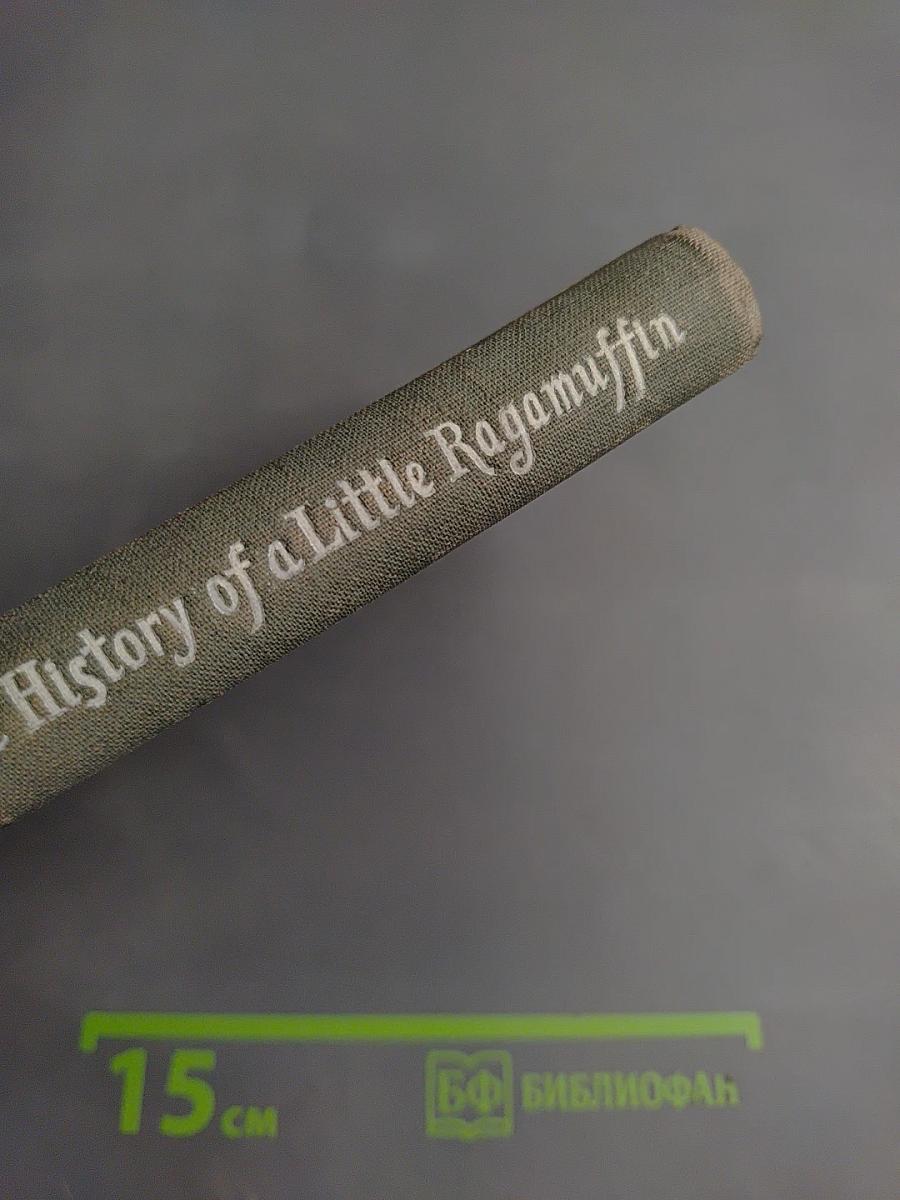 History of a Little Ragamuffin
15 см
БФ БИБЛИОФАН